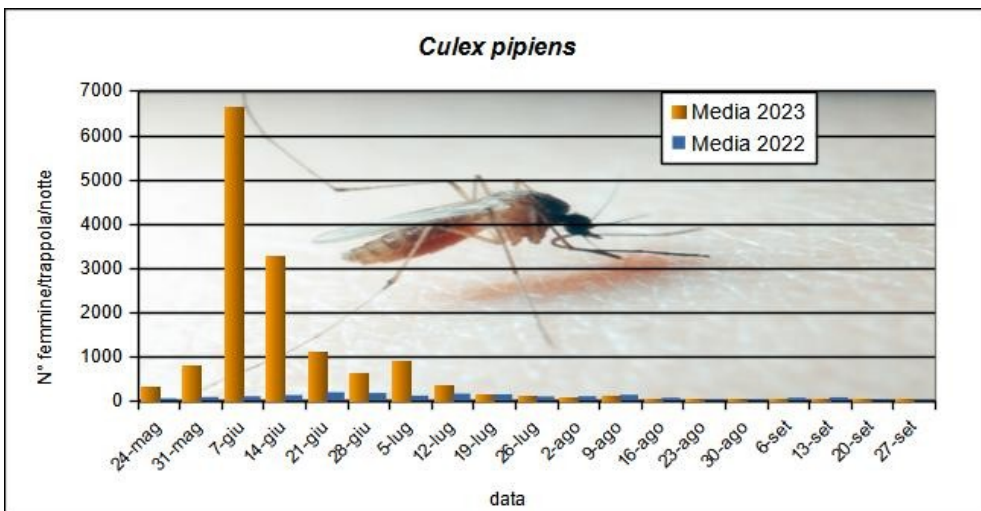 Culex pipiens
7000
6000
5000
4000
3000
2000
1000
0
N° femmine/trappola/notte
Media 2023
Media 2022
24-mag
31-mag
7-giu
14-giu
21-giu
28-giu
5-lug
12-lug
19-lug
26-lug
2-ago
9-ago
16-ago
23-ago
30-ago
6-set
13-set
20-set
27-set
data